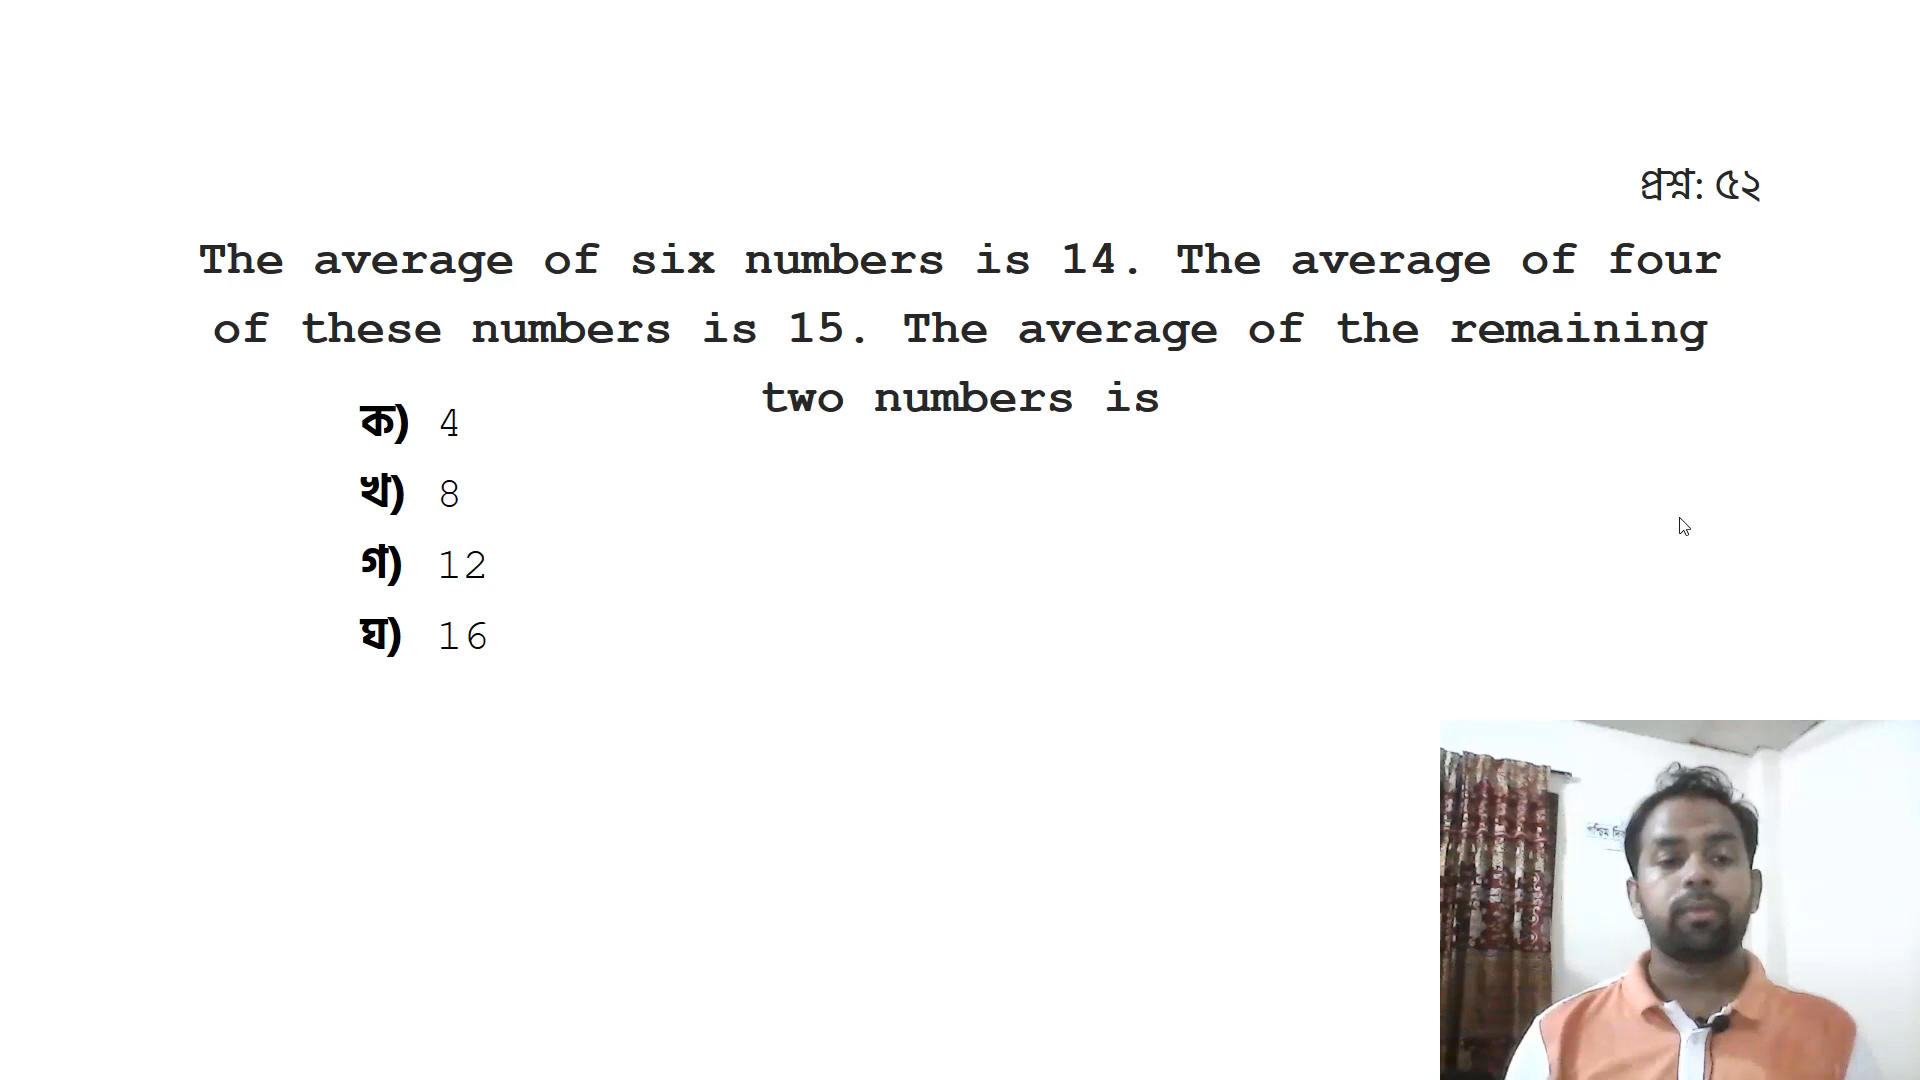 প্রশ্ন: ৫২
The average of six numbers is 14. The average of four
of these numbers is 15. The average of the remaining
two numbers is
ক) 4
খ) 8
গ) 12
ঘ) 16